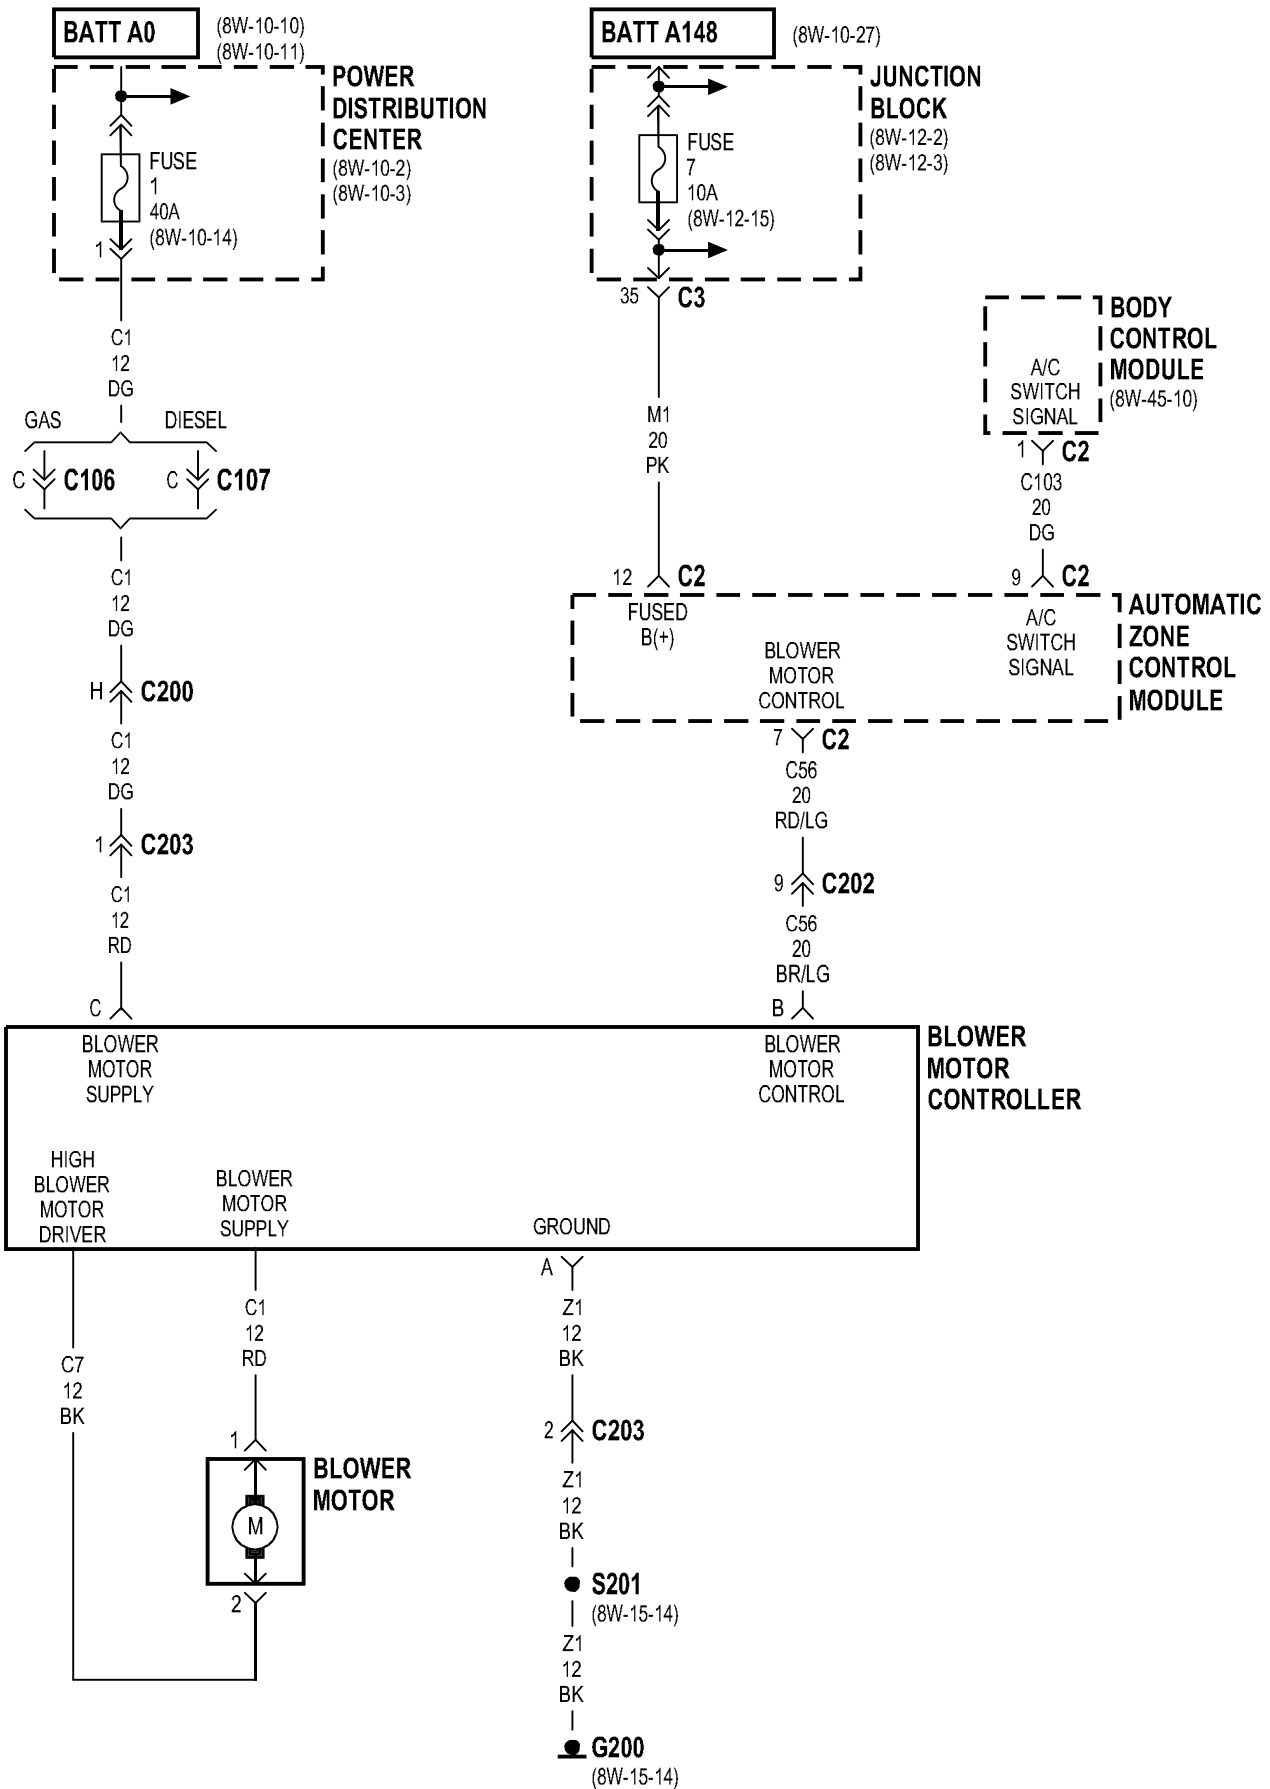 BATT A0
(8W-10-10)
(8W-10-11)
POWER
DISTRIBUTION
CENTER
(8W-10-2)
(8W-10-3)
FUSE
1
40A
(8W-10-14)
1
BATT A148
(8W-10-27)
JUNCTION
BLOCK
(8W-12-2)
(8W-12-3)
FUSE
7
10A
(8W-12-15)
35
C3
C1
12
DG
GAS
DIESEL
C
C106
C
C107
C1
12
DG
H
C200
C1
12
DG
1
C203
C1
12
RD
C
M1
20
PK
12
C2
BODY
CONTROL
MODULE
(8W-45-10)
A/C
SWITCH
SIGNAL
1
C2
C103
20
DG
9
C2
AUTOMATIC
ZONE
CONTROL
MODULE
FUSED
B(+)
BLOWER
MOTOR
CONTROL
A/C
SWITCH
SIGNAL
7
C2
C56
20
RD/LG
9
C202
C56
20
BR/LG
B
BLOWER
MOTOR
CONTROLLER
BLOWER
MOTOR
SUPPLY
BLOWER
MOTOR
CONTROL
HIGH
BLOWER
MOTOR
DRIVER
BLOWER
MOTOR
SUPPLY
GROUND
C7
12
BK
C1
12
RD
1
BLOWER
MOTOR
M
2
A
Z1
12
BK
2
C203
Z1
12
BK
S201
(8W-15-14)
Z1
12
BK
G200
(8W-15-14)